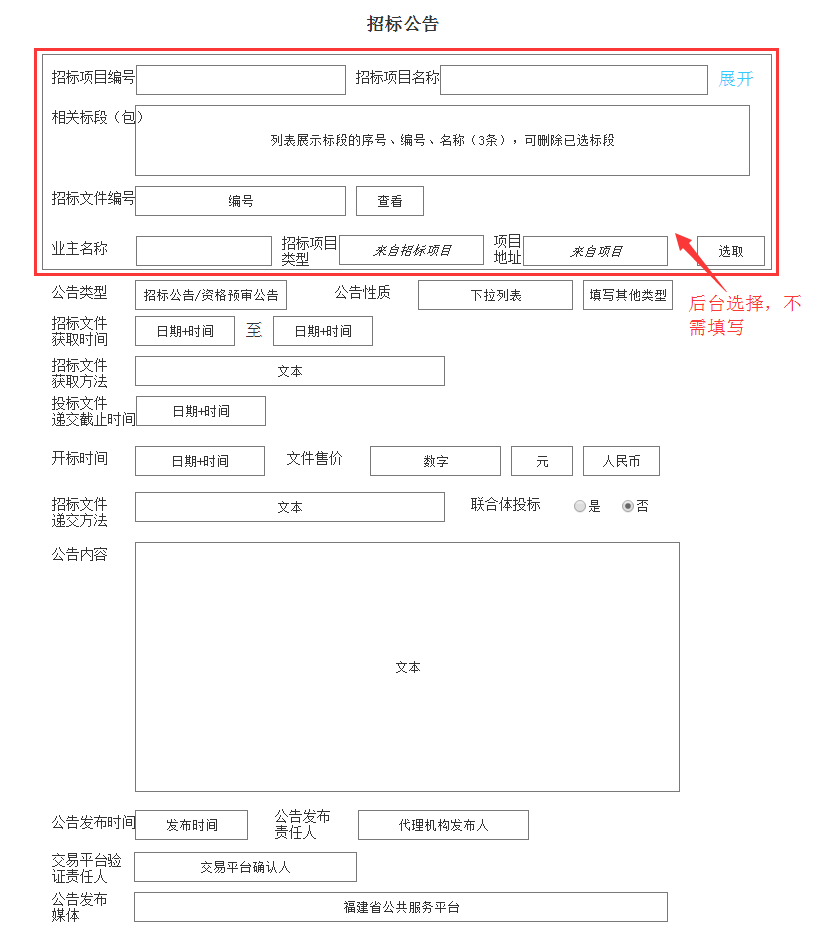 招标公告
招标项目编号
招标项目名称
展开
相关标段（包）
列表展示标段的序号、编号、名称（3条），可删除已选标段
招标文件编号
编号
查看
业主名称
招标项目
类型
来自招标项目
项目
地址
来自项目
选取
后台选择，不
需填写
公告类型
招标公告/资格预审公告
公告性质
下拉列表
填写其他类型
招标文件
获取时间
日期+时间
至
日期+时间
招标文件
获取方法
文本
投标文件
递交截止时间
日期+时间
开标时间
日期+时间
文件售价
数字
元
人民币
招标文件
递交方法
文本
联合体投标
是
否
公告内容
文本
公告发布时间
发布时间
公告发布
责任人
代理机构发布人
交易平台验
证责任人
交易平台确认人
公告发布
媒体
福建省公共服务平台